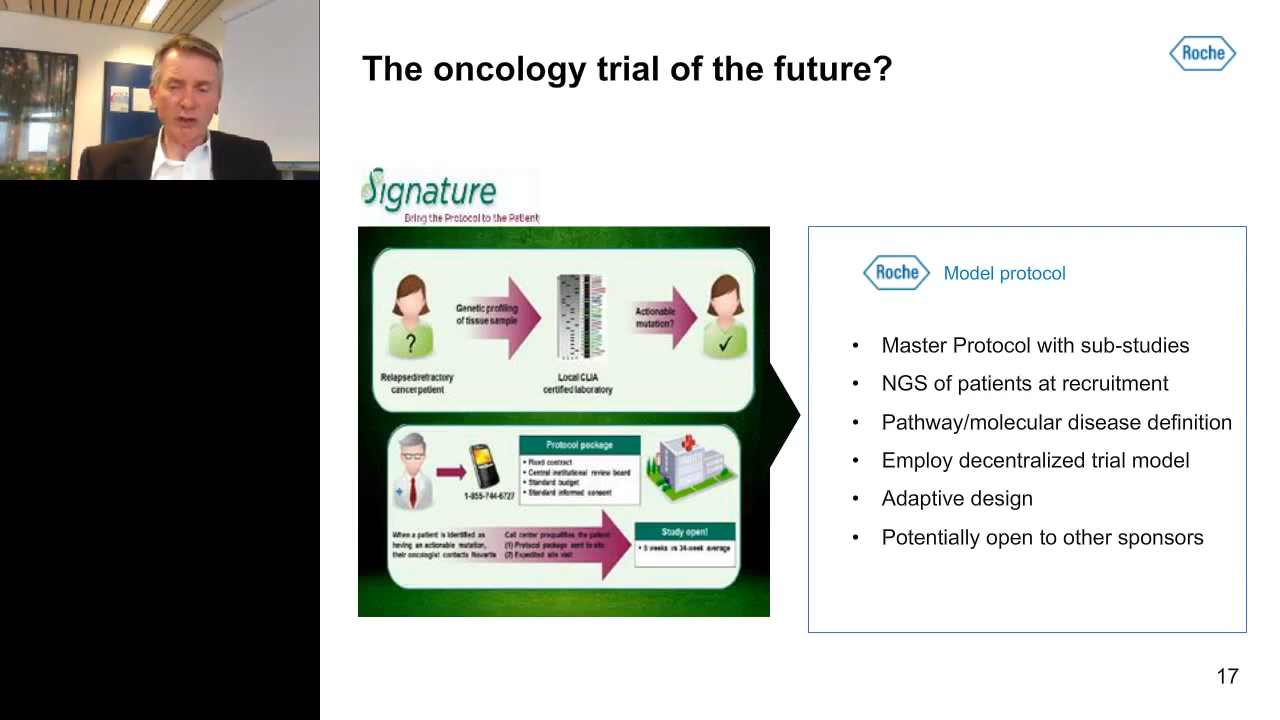 The oncology trial of the future?
Roche
Signature
Bring the Protocol to the Patient
Genetic profiling
of tissue sample
Actionable
mutation?
?
✓
Relapsed/refractory
cancer patient
Local CLIA
certified laboratory
Protocol package
• Fixed contract
• Central institutional review board
• Standard budget
• Standard informed consent
1-855-744-6727
When a patient is identified as
having an actionable mutation,
their oncologist contacts Novartis
Call center prequalifies the patient:
(1) Protocol package sent to site
(2) Expedited site visit
Study open!
weeks vs 34-week average
Roche Model protocol
• Master Protocol with sub-studies
• NGS of patients at recruitment
• Pathway/molecular disease definition
• Employ decentralized trial model
• Adaptive design
• Potentially open to other sponsors
17